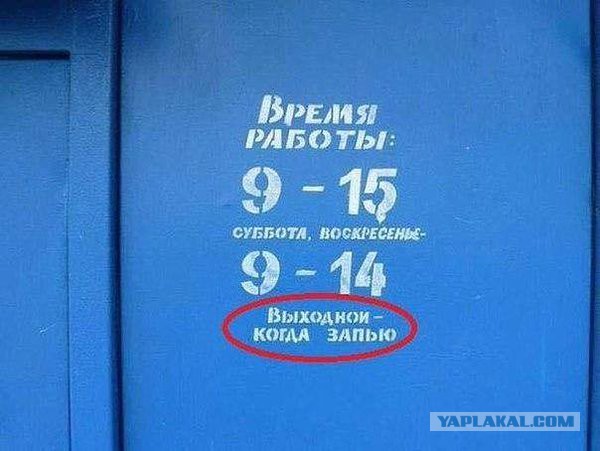 Время
работы:
9 - 15
суббота, воскресенье-
9 - 14
Выходной -
когда запью
YAPLAKAL.COM